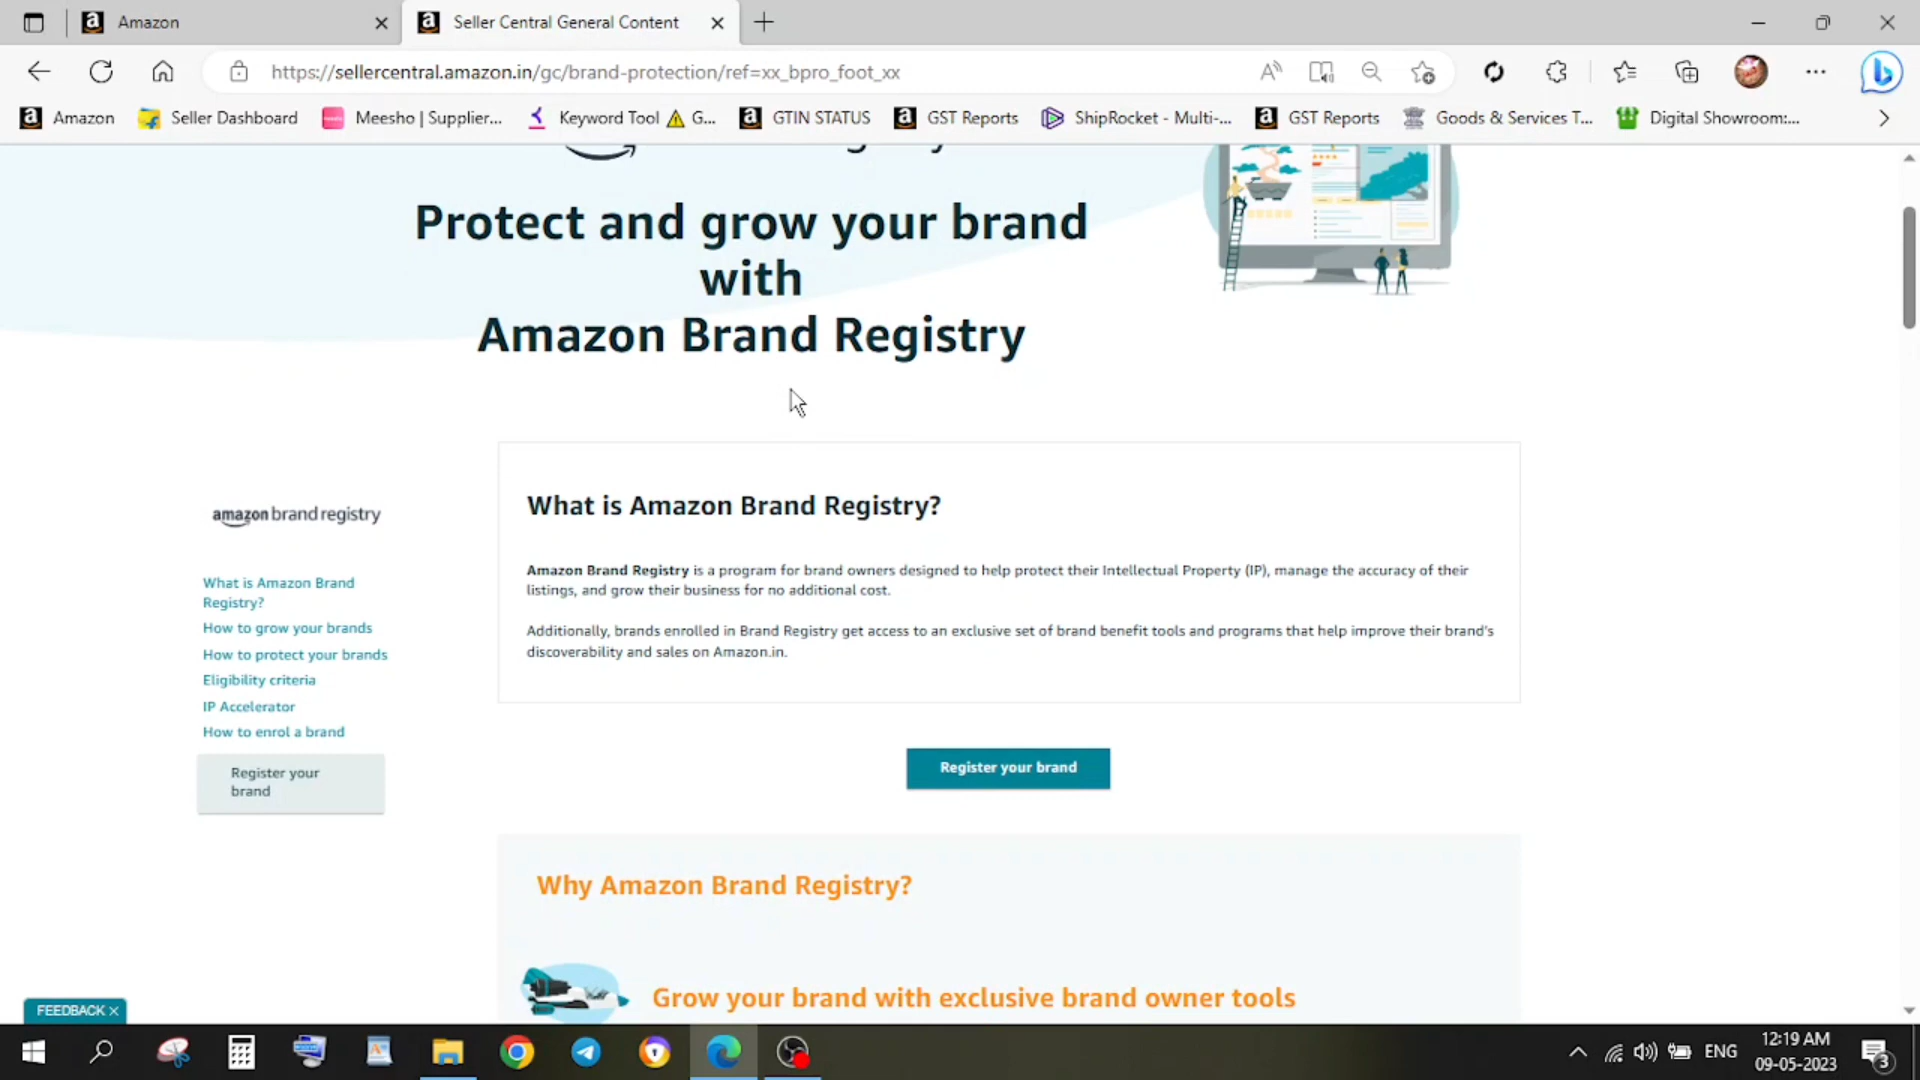 Amazon
Seller Central General Content
https://sellercentral.amazon.in/gc/brand-protection/ref=xx_bpro_foot_xx
Amazon
Seller Dashboard
Meesho | Supplier...
Keyword Tool ⚠ G...
GTIN STATUS
GST Reports
ShipRocket - Multi-...
GST Reports
Goods & Services T...
Digital Showroom:...
Protect and grow your brand
with
Amazon Brand Registry
What is Amazon Brand Registry?
Amazon Brand Registry is a program for brand owners designed to help protect their Intellectual Property (IP), manage the accuracy of their
listings, and grow their business for no additional cost.
Additionally, brands enrolled in Brand Registry get access to an exclusive set of brand benefit tools and programs that help improve their brand's
discoverability and sales on Amazon.in.
amazon brand registry
What is Amazon Brand
Registry?
How to grow your brands
How to protect your brands
Eligibility criteria
IP Accelerator
How to enrol a brand
Register your
brand
Register your brand
Why Amazon Brand Registry?
Grow your brand with exclusive brand owner tools
FEEDBACK
ENG
12:19 AM
09-05-2023
3